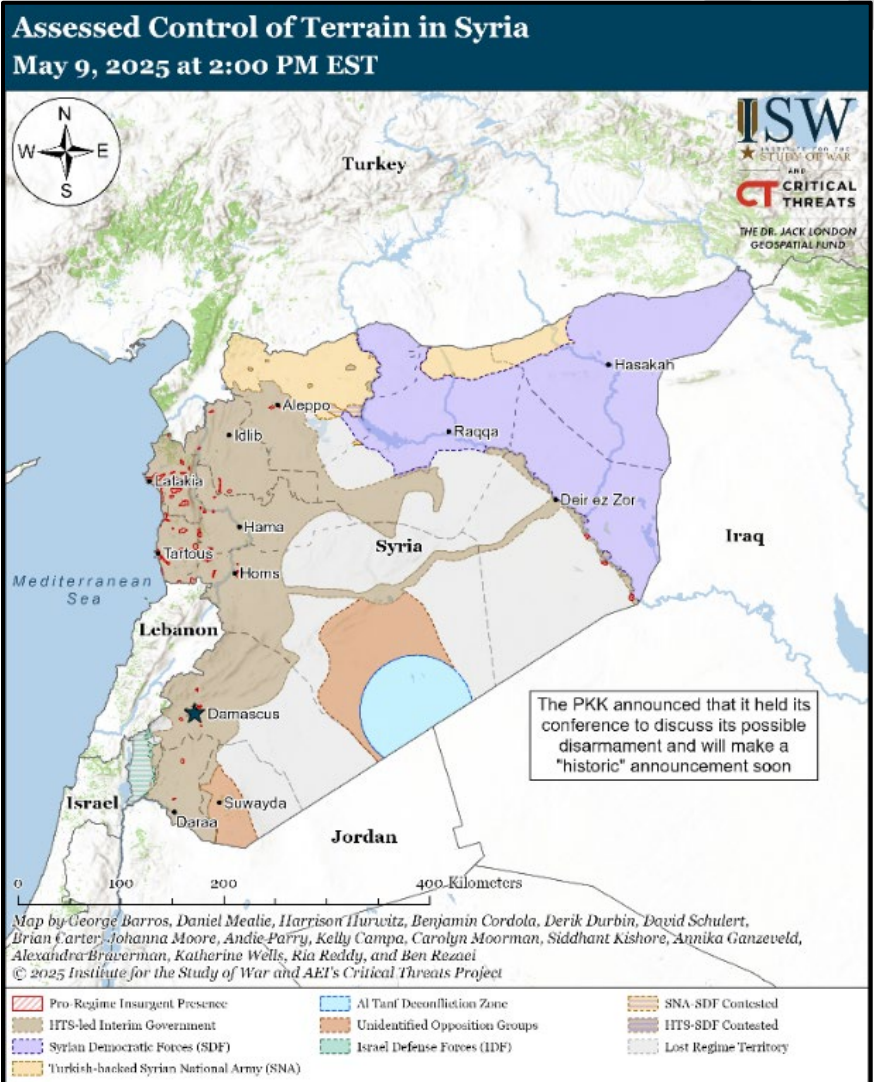 Assessed Control of Terrain in Syria
May 9, 2025 at 2:00 PM EST
N
W
E
S
ISW
INSTITUTE FOR THE
STUDY OF WAR
AND
CT CRITICAL
THREATS
THE DR. JACK LONDON
GEOSPATIAL FUND
Turkey
Hasakah
Aleppo
Idlib
Raqqa
Latakia
Deir ez Zor
Hama
Syria
Iraq
Tartous
Homs
Mediterranean
Sea
Lebanon
Damascus
The PKK announced that it held its
conference to discuss its possible
disarmament and will make a
"historic" announcement soon
Israel
Suwayda
Daraa
Jordan
0 100 200 400 Kilometers
Map by George Barros, Daniel Mealie, Harrison Hurwitz, Benjamin Cordola, Derik Durbin, David Schulert,
Brian Carter, Johanna Moore, Andie Parry, Kelly Campa, Carolyn Moorman, Siddhant Kishore, Annika Ganzeveld,
Alexandra Braverman, Katherine Wells, Ria Reddy, and Ben Rezaei
© 2025 Institute for the Study of War and AEI's Critical Threats Project
Pro-Regime Insurgent Presence
HTS-led Interim Government
Syrian Democratic Forces (SDF)
Turkish-backed Syrian National Army (SNA)
Al Tanf Deconfliction Zone
Unidentified Opposition Groups
Israel Defense Forces (IDF)
SNA-SDF Contested
HTS-SDF Contested
Lost Regime Territory